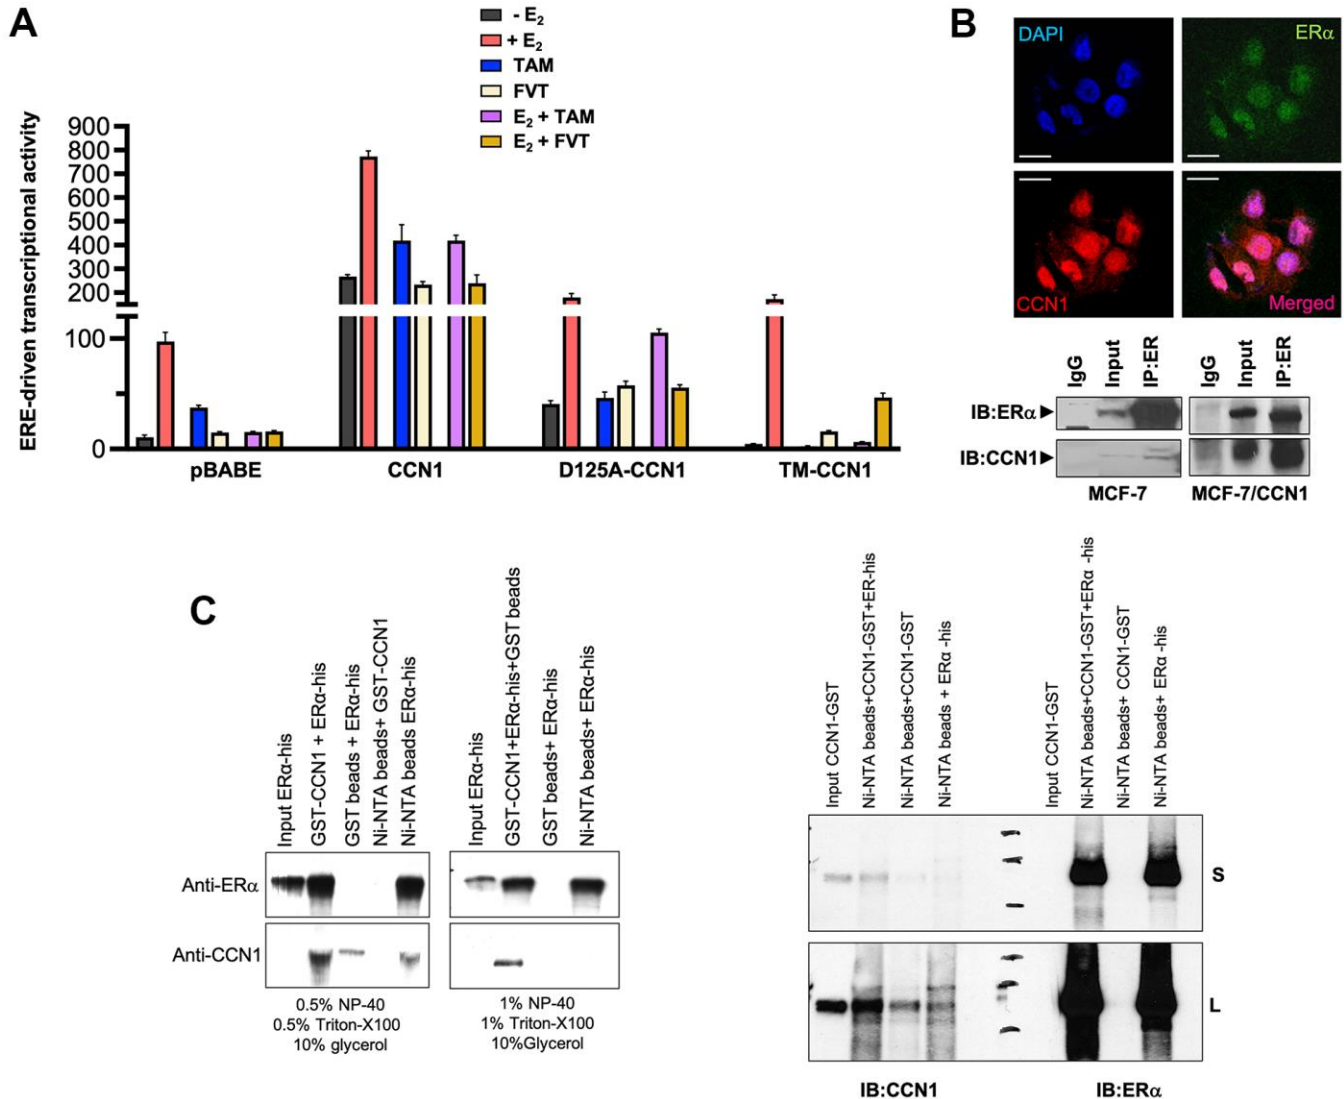 A
- E2
+ E2
TAM
FVT
E2 + TAM
E2 + FVT
ERE-driven transcriptional activity
900
800
700
600
500
400
300
200
100
0
pBABE
CCN1
D125A-CCN1
TM-CCN1
B
DAPI
ERα
CCN1
Merged
IgG
Input
IP:ER
IgG
Input
IP:ER
IB:ERα
IB:CCN1
MCF-7
MCF-7/CCN1
C
Input ERα-his
GST-CCN1 + ERα-his
GST beads + ERα-his
Ni-NTA beads+ GST-CCN1
Ni-NTA beads ERα-his
Input ERα-his
GST-CCN1+ERα-his+GST beads
GST beads+ ERα-his
Ni-NTA beads+ ERα-his
Anti-ERα
Anti-CCN1
0.5% NP-40
0.5% Triton-X100
10% glycerol
1% NP-40
1% Triton-X100
10%Glycerol
Input CCN1-GST
Ni-NTA beads+CCN1-GST+ER-his
Ni-NTA beads+CCN1-GST
Ni-NTA beads + ERα -his
Input CCN1-GST
Ni-NTA beads+CCN1-GST+ERα -his
Ni-NTA beads+ CCN1-GST
Ni-NTA beads+ ERα -his
S
L
IB:CCN1
IB:ERα